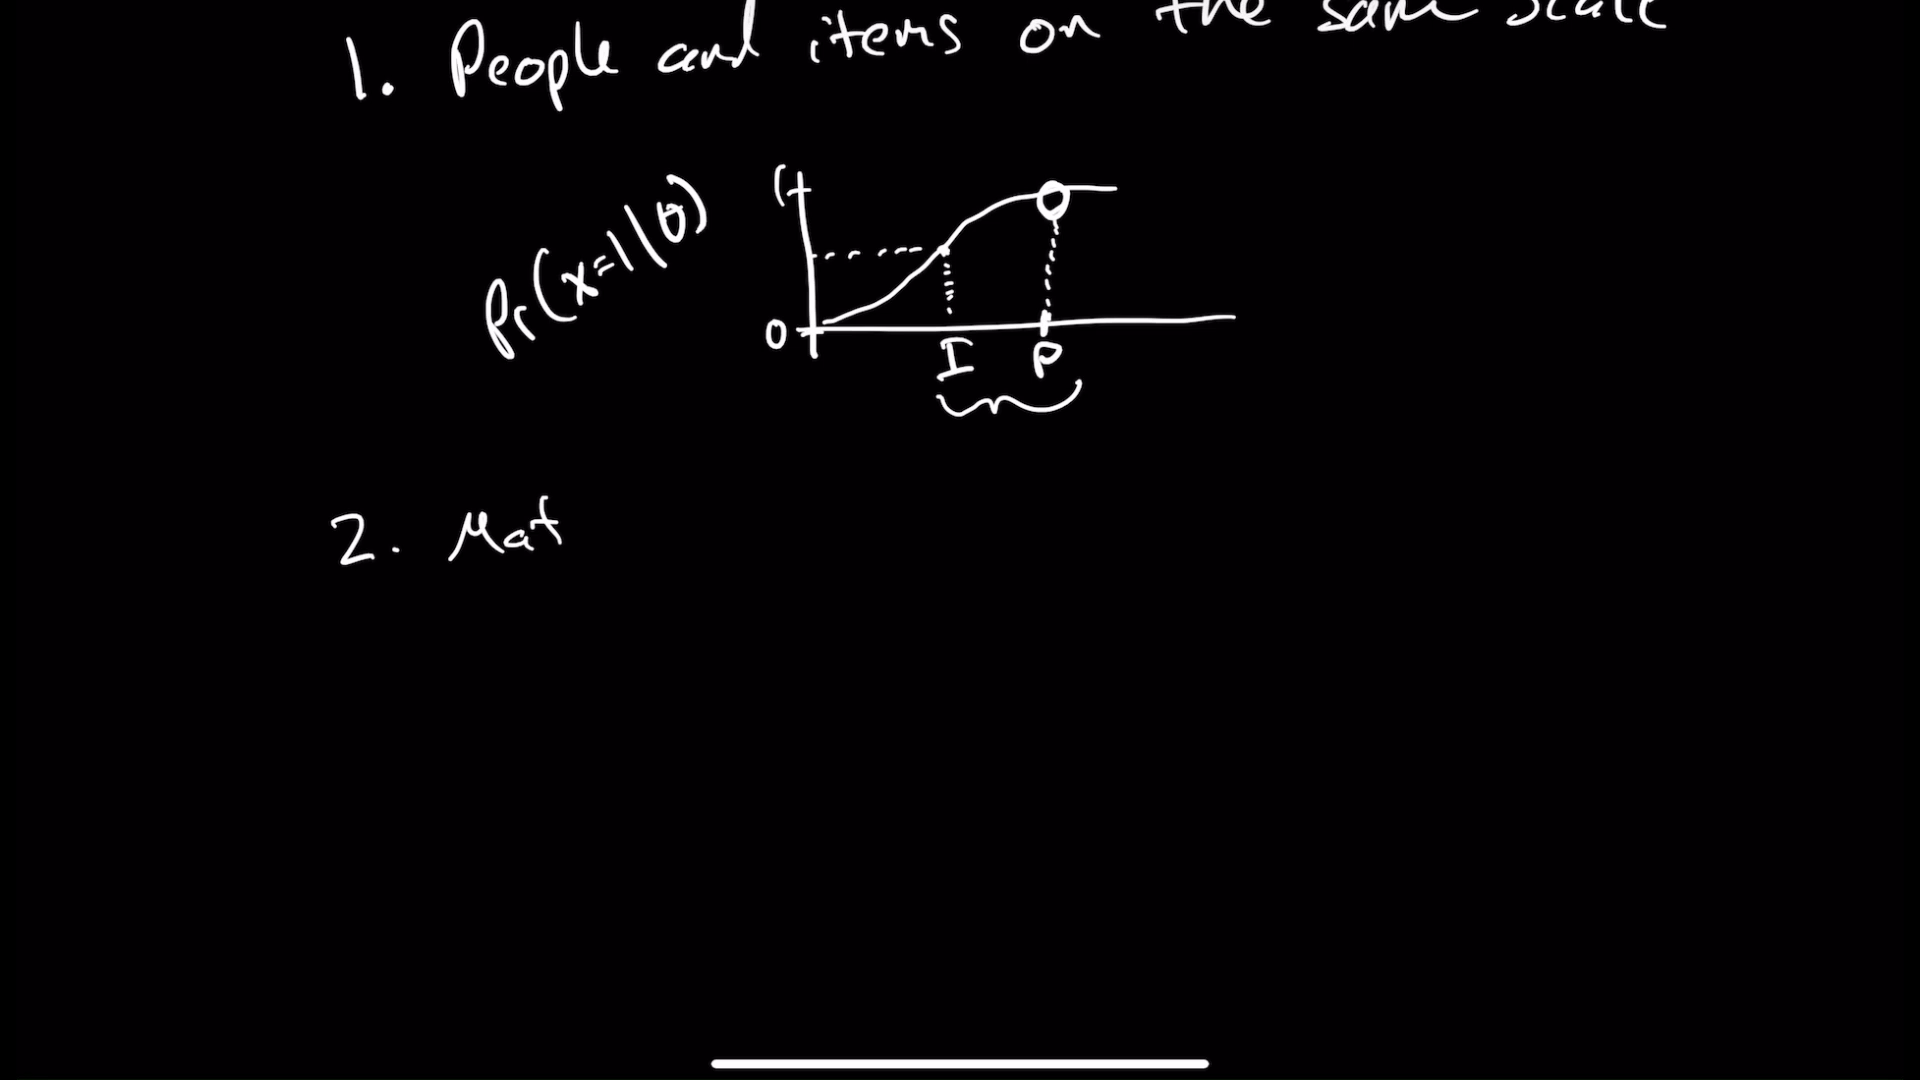 1. People and items on the same scale
Pr(x=1|θ)
1
0
I P
2. Mat